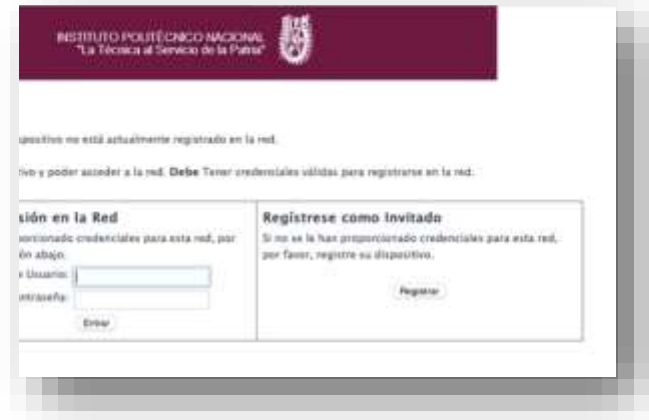 INSTITUTO POLITÉCNICO NACIONAL
"La Técnica al Servicio de la Patria"
spositivo no está actualmente registrado en la red.
tivo y poder acceder a la red. Debe Tener credenciales válidas para registrarse en la red.
sión en la Red
porcionado credenciales para esta red, por
ón abajo.
e Usuario:
ontraseña:
Entrar
Regístrese como Invitado
Si no se le han proporcionado credenciales para esta red,
por favor, registre su dispositivo.
Registrar